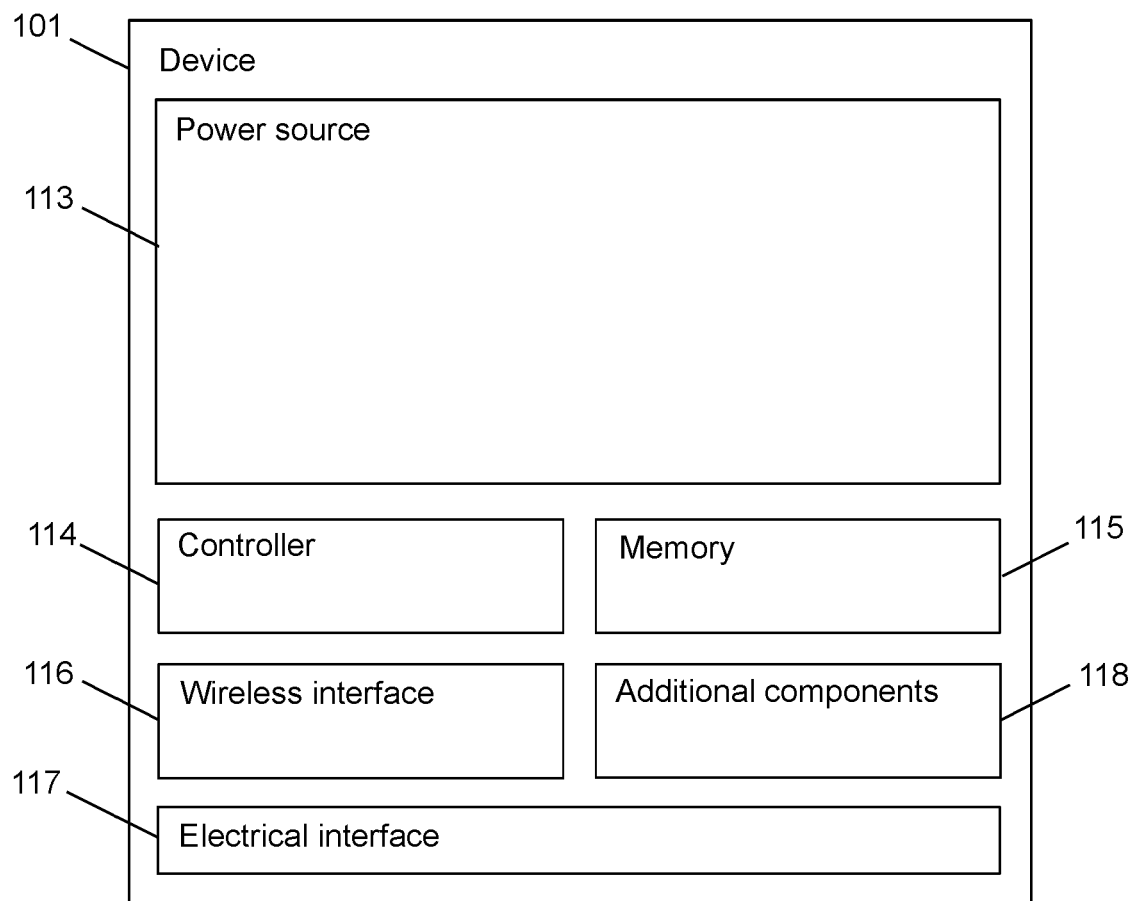 101
Device
Power source
113
114
Controller
Memory
115
116
Wireless interface
Additional components
118
117
Electrical interface